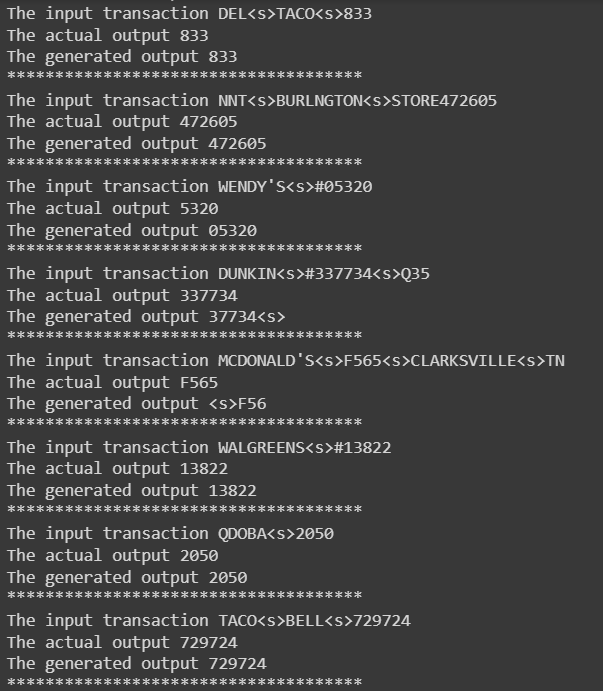 The input transaction DEL<s>TACO<s>833
The actual output 833
The generated output 833
*************************************
The input transaction NNT<s>BURLNGTON<s>STORE472605
The actual output 472605
The generated output 472605
*************************************
The input transaction WENDY'S<s>#05320
The actual output 5320
The generated output 05320
*************************************
The input transaction DUNKIN<s>#337734<s>Q35
The actual output 337734
The generated output 37734<s>
*************************************
The input transaction MCDONALD'S<s>F565<s>CLARKSVILLE<s>TN
The actual output F565
The generated output <s>F56
*************************************
The input transaction WALGREENS<s>#13822
The actual output 13822
The generated output 13822
*************************************
The input transaction QDOBA<s>2050
The actual output 2050
The generated output 2050
*************************************
The input transaction TACO<s>BELL<s>729724
The actual output 729724
The generated output 729724
*************************************